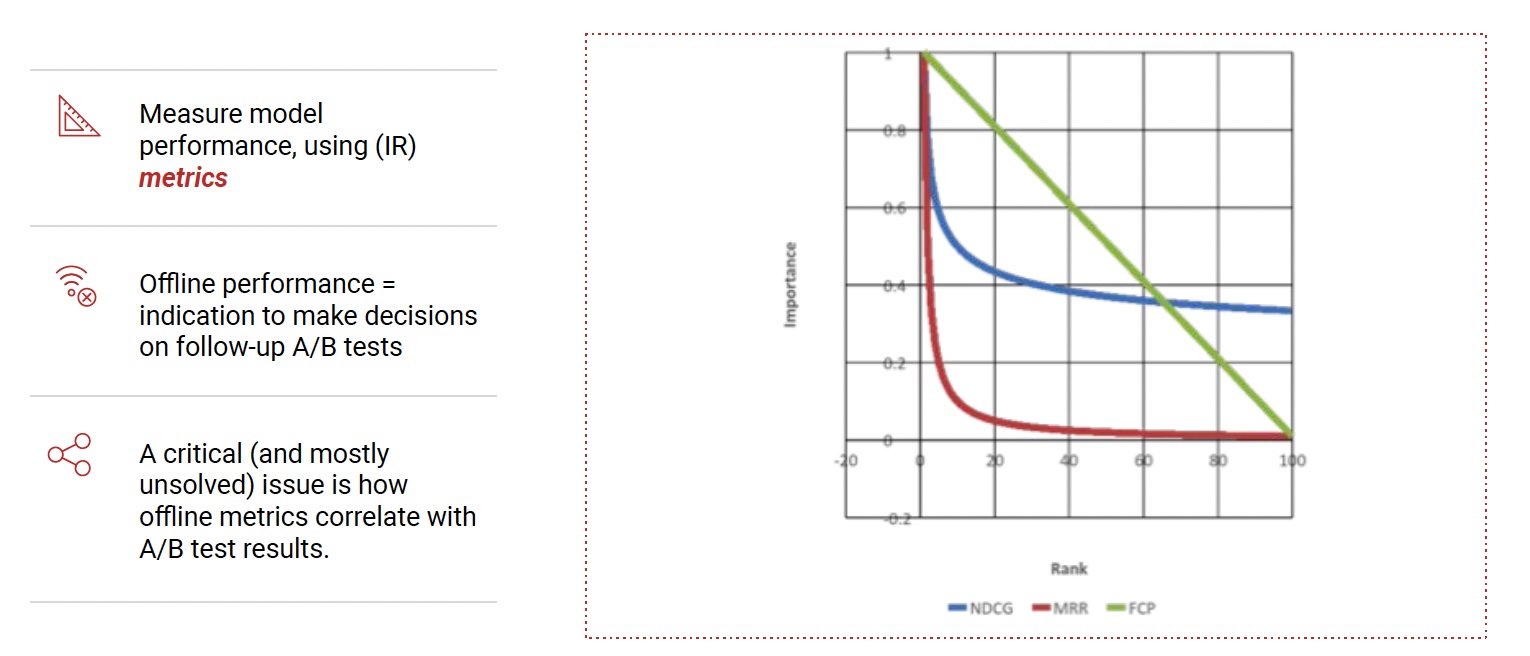 Measure model
performance, using (IR)
metrics
Offline performance =
indication to make decisions
on follow-up A/B tests
A critical (and mostly
unsolved) issue is how
offline metrics correlate with
A/B test results.
1
0.8
0.6
0.4
0.2
0
-0.2
-20 0 20 40 60 80 100
Importance
Rank
NDCG MRR FCP